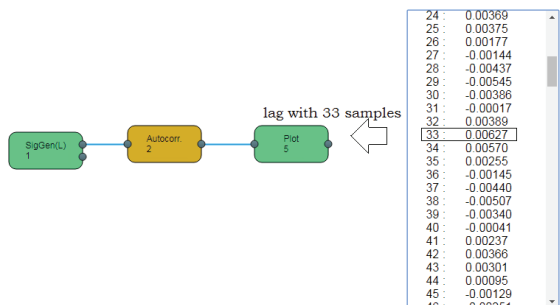 SigGen(L)
1
Autocorr.
2
Plot
5
lag with 33 samples
24 : 0.00369
25 : 0.00375
26 : 0.00177
27 : -0.00144
28 : -0.00437
29 : -0.00545
30 : -0.00386
31 : -0.00017
32 : 0.00389
33 : 0.00627
34 : 0.00570
35 : 0.00255
36 : -0.00145
37 : -0.00440
38 : -0.00507
39 : -0.00340
40 : -0.00041
41 : 0.00237
42 : 0.00366
43 : 0.00301
44 : 0.00095
45 : -0.00129